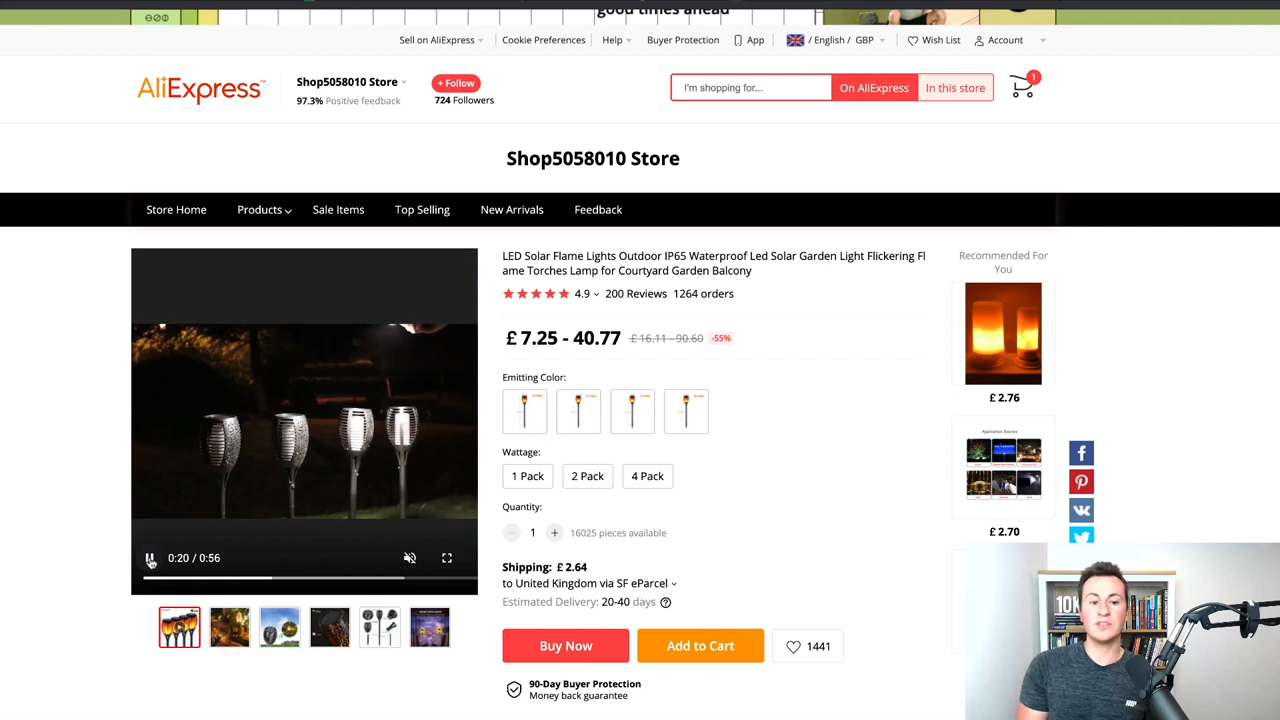 good times ahead
Sell on AliExpress
Cookie Preferences
Help
Buyer Protection
App
/ English / GBP
Wish List
Account
AliExpress
Shop5058010 Store
97.3% Positive feedback
+ Follow
724 Followers
I'm shopping for...
On AliExpress
In this store
1
Shop5058010 Store
Store Home
Products
Sale Items
Top Selling
New Arrivals
Feedback
LED Solar Flame Lights Outdoor IP65 Waterproof Led Solar Garden Light Flickering Fl
ame Torches Lamp for Courtyard Garden Balcony
4.9
200 Reviews
1264 orders
£ 7.25 - 40.77
£ 16.11 - 90.60
-55%
Emitting Color:
Wattage:
1 Pack
2 Pack
4 Pack
Quantity:
1
16025 pieces available
Shipping: £ 2.64
to United Kingdom via SF eParcel
Estimated Delivery: 20-40 days
Buy Now
Add to Cart
1441
90-Day Buyer Protection
Money back guarantee
0:20 / 0:56
Recommended For
You
£ 2.76
Application Scenes
£ 2.70
10K